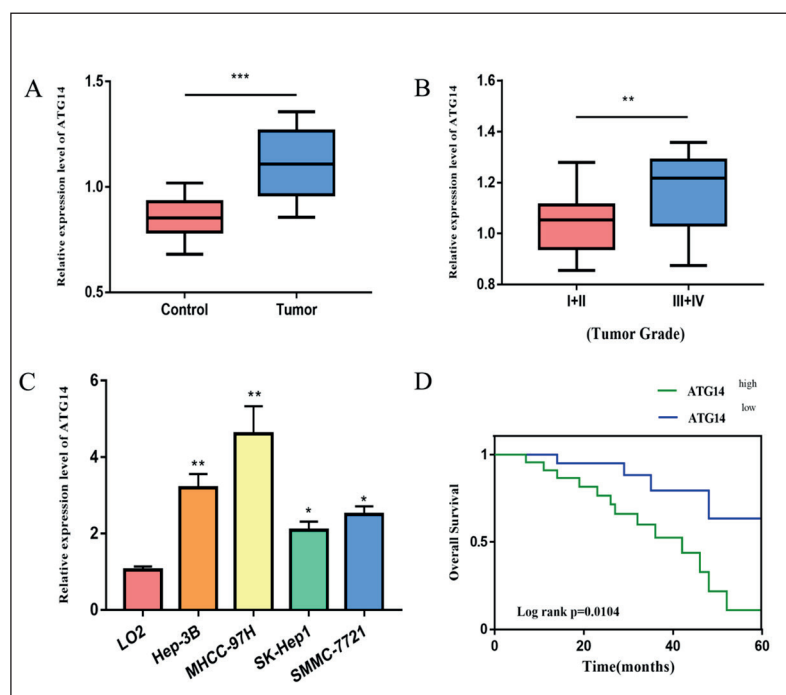 A
Relative expression level of ATG14
1.5
1.0
0.5
***
Control
Tumor
B
Relative expression level of ATG14
1.6
1.4
1.2
1.0
0.8
**
I+II
III+IV
(Tumor Grade)
C
Relative expression level of ATG14
6
4
2
0
**
**
*
*
LO2
Hep-3B
MHCC-97H
SK-Hep1
SMMC-7721
D
ATG14 high
ATG14 low
Overall Survival
1
0.5
0
Log rank p=0.0104
0
20
40
60
Time(months)